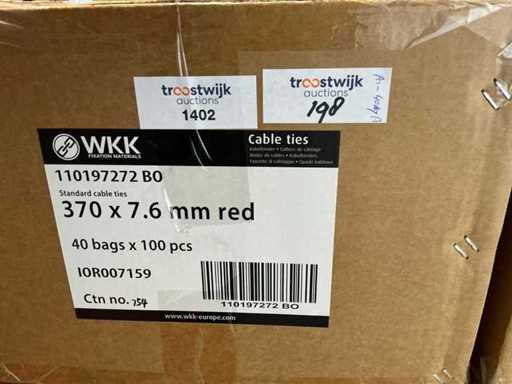 troostwijk
auctions
1402
troostwijk
auctions
198
WKK
FIXATION MATERIALS
Cable ties
110197272 BO
Standard cable ties
370 x 7.6 mm red
40 bags x 100 pcs
IOR007159
Ctn no. 254
110197272 BO
www.wkk-europe.com